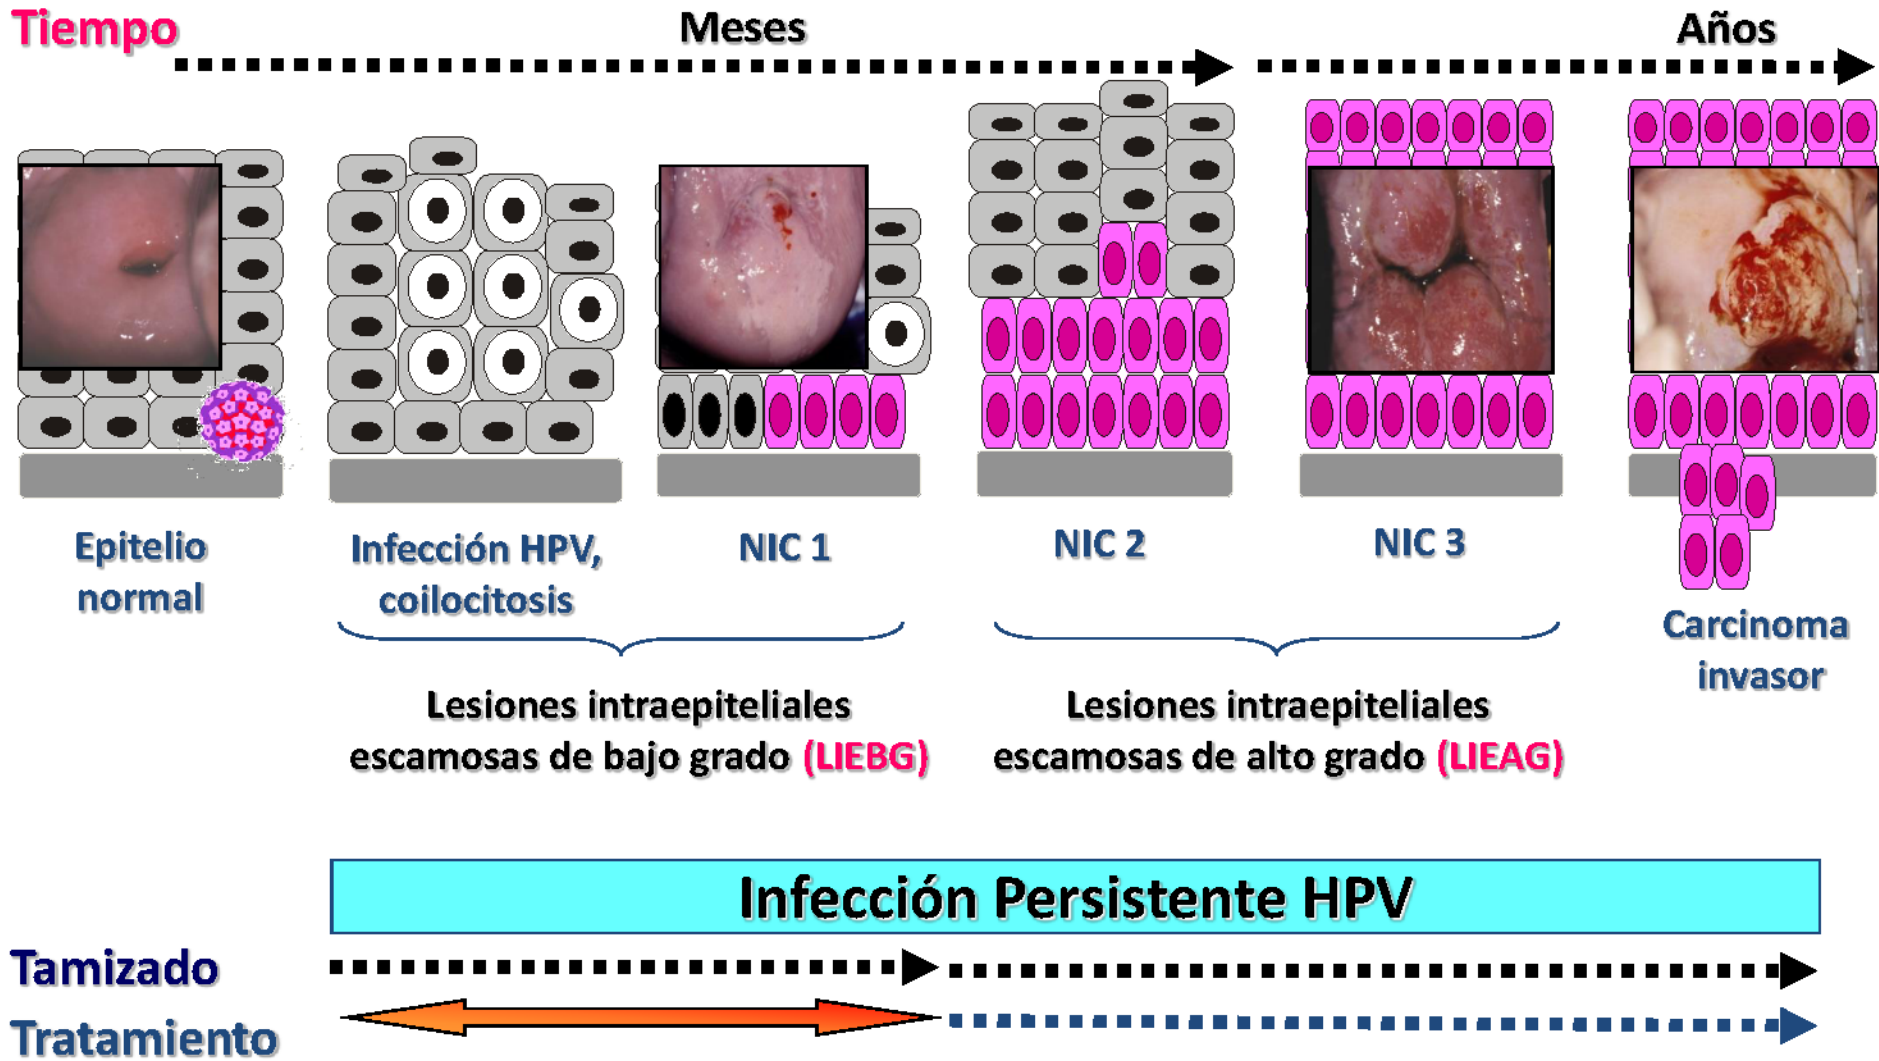 Tiempo
Meses
Años
Epitelio
normal
Infección HPV,
coilocitosis
NIC 1
NIC 2
NIC 3
Carcinoma
invasor
Lesiones intraepiteliales
escamosas de bajo grado (LIEBG)
Lesiones intraepiteliales
escamosas de alto grado (LIEAG)
Infección Persistente HPV
Tamizado
Tratamiento